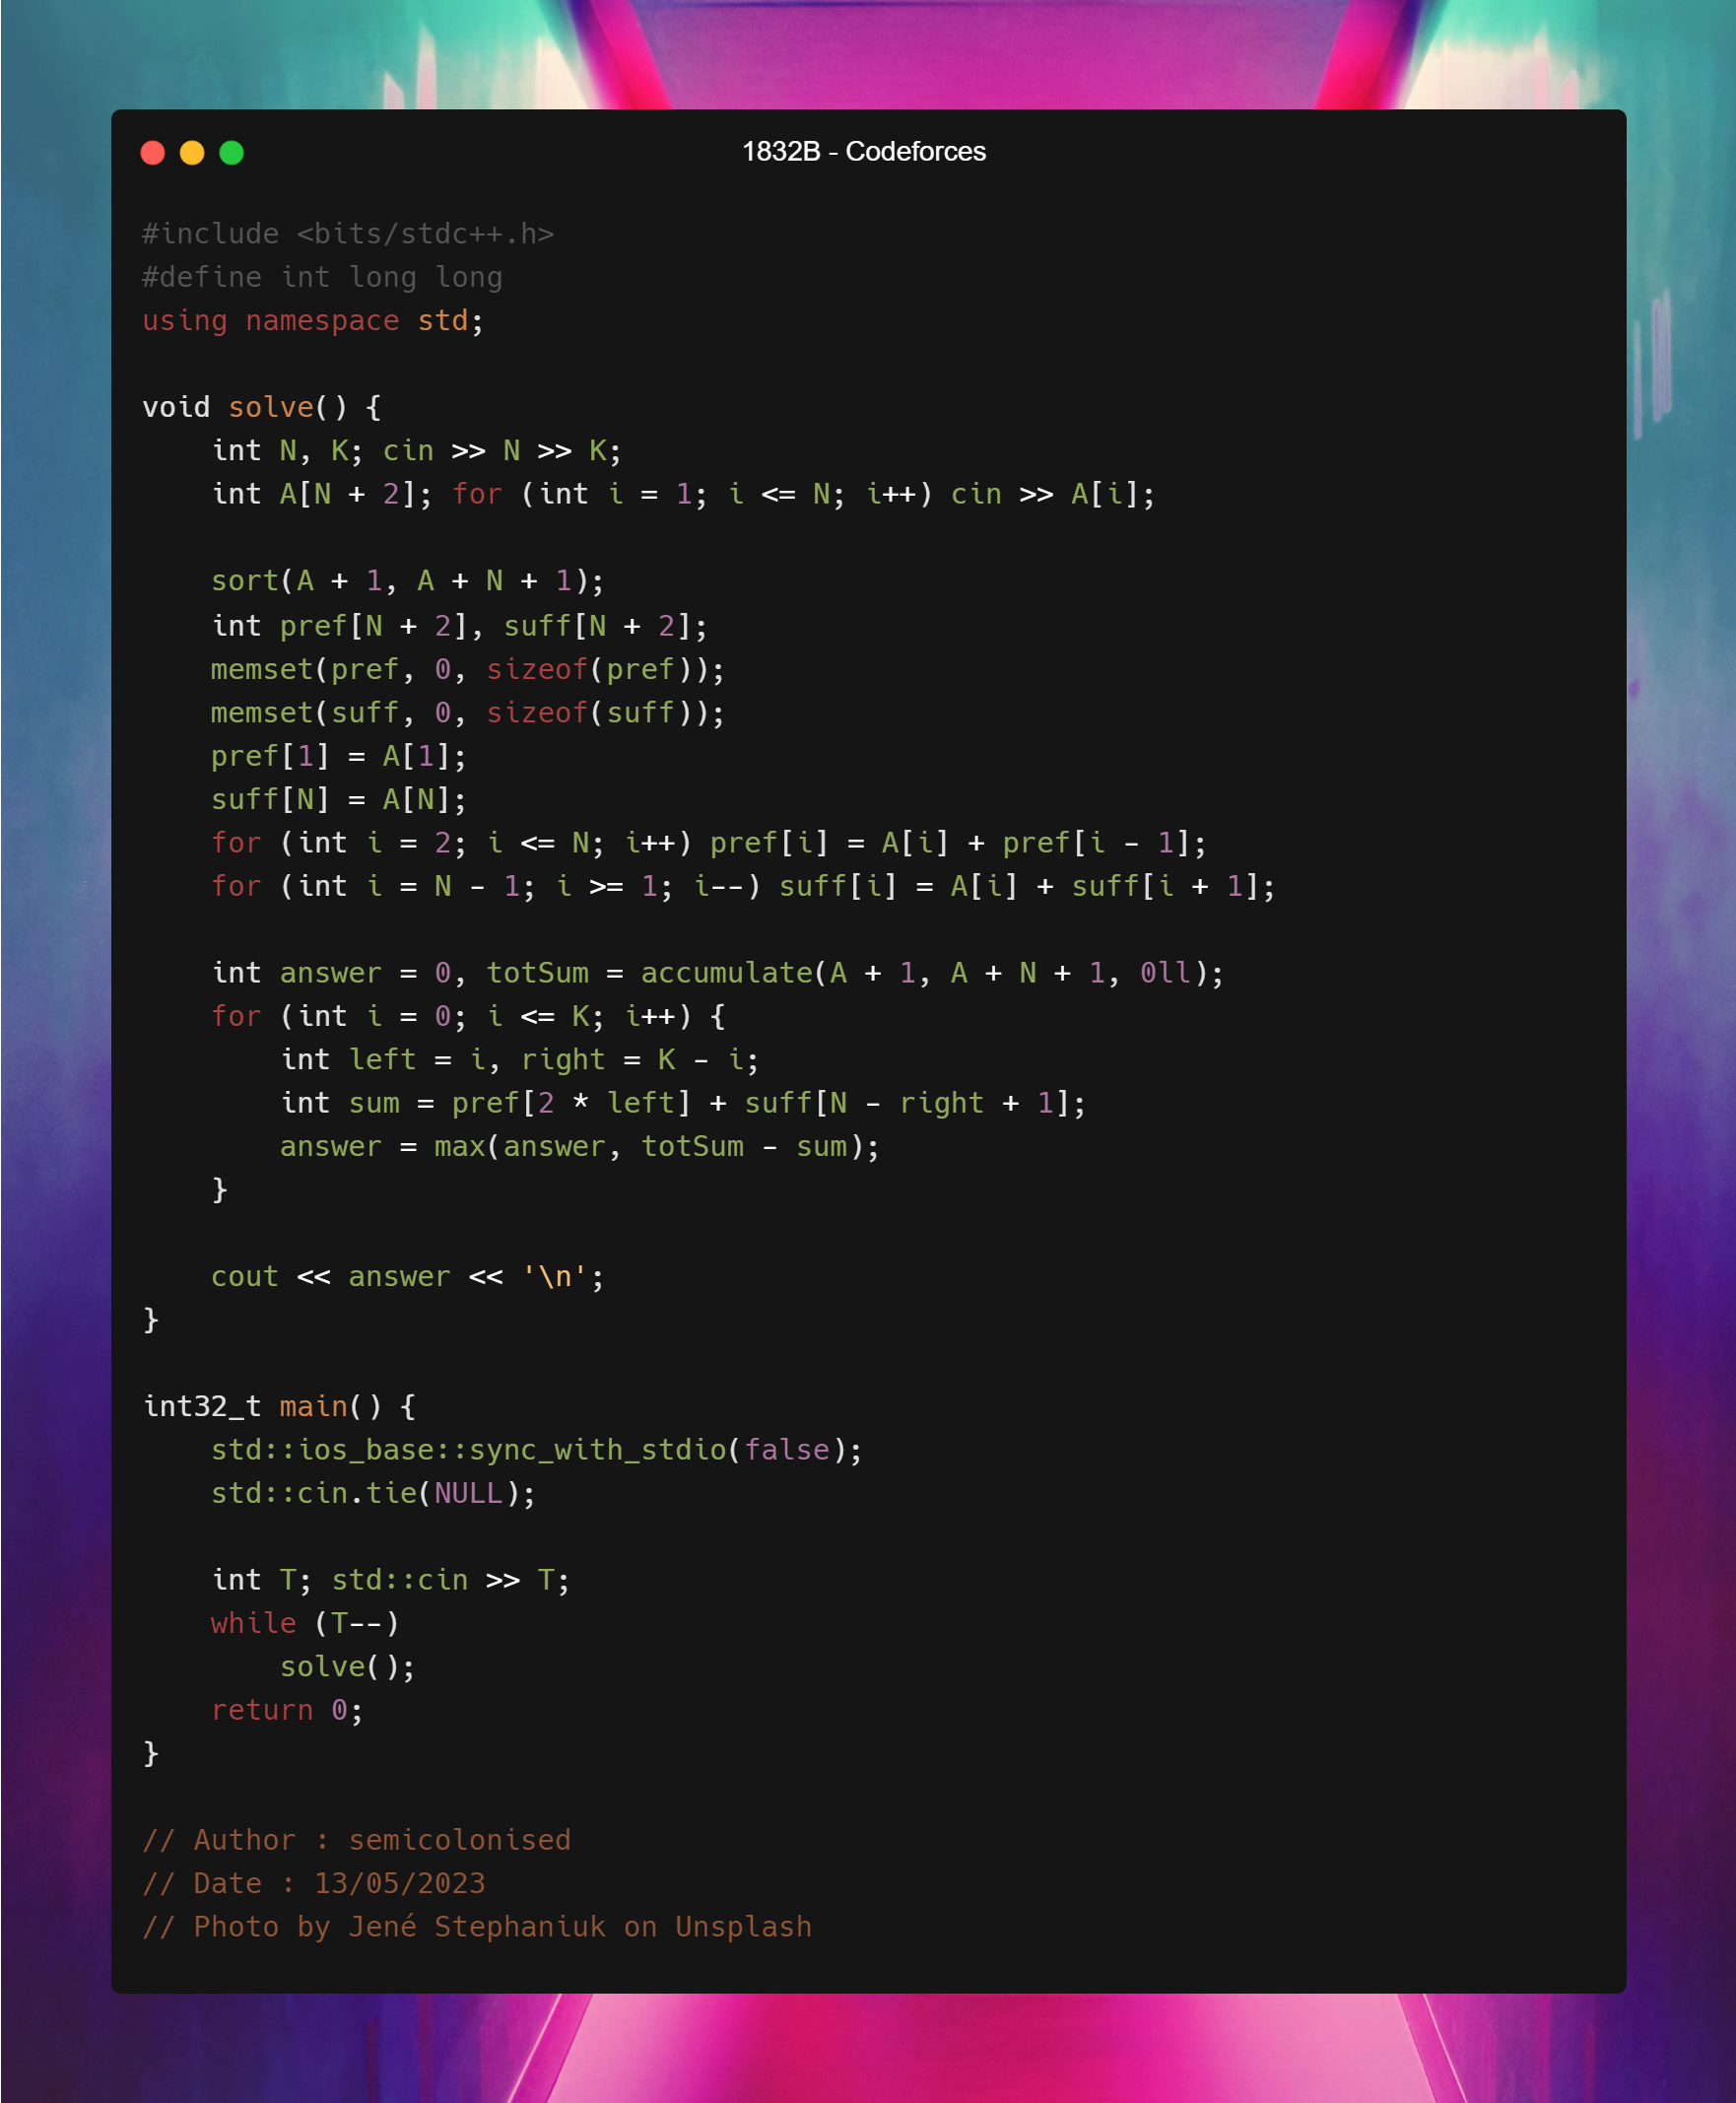 1832B - Codeforces
#include <bits/stdc++.h>
#define int long long
using namespace std;
void solve() {
    int N, K; cin >> N >> K;
    int A[N + 2]; for (int i = 1; i <= N; i++) cin >> A[i];
    sort(A + 1, A + N + 1);
    int pref[N + 2], suff[N + 2];
    memset(pref, 0, sizeof(pref));
    memset(suff, 0, sizeof(suff));
    pref[1] = A[1];
    suff[N] = A[N];
    for (int i = 2; i <= N; i++) pref[i] = A[i] + pref[i - 1];
    for (int i = N - 1; i >= 1; i--) suff[i] = A[i] + suff[i + 1];
    int answer = 0, totSum = accumulate(A + 1, A + N + 1, 0ll);
    for (int i = 0; i <= K; i++) {
        int left = i, right = K - i;
        int sum = pref[2 * left] + suff[N - right + 1];
        answer = max(answer, totSum - sum);
    }
    cout << answer << '\n';
}
int32_t main() {
    std::ios_base::sync_with_stdio(false);
    std::cin.tie(NULL);
    int T; std::cin >> T;
    while (T--)
        solve();
    return 0;
}
// Author : semicolonised
// Date : 13/05/2023
// Photo by Jené Stephaniuk on Unsplash